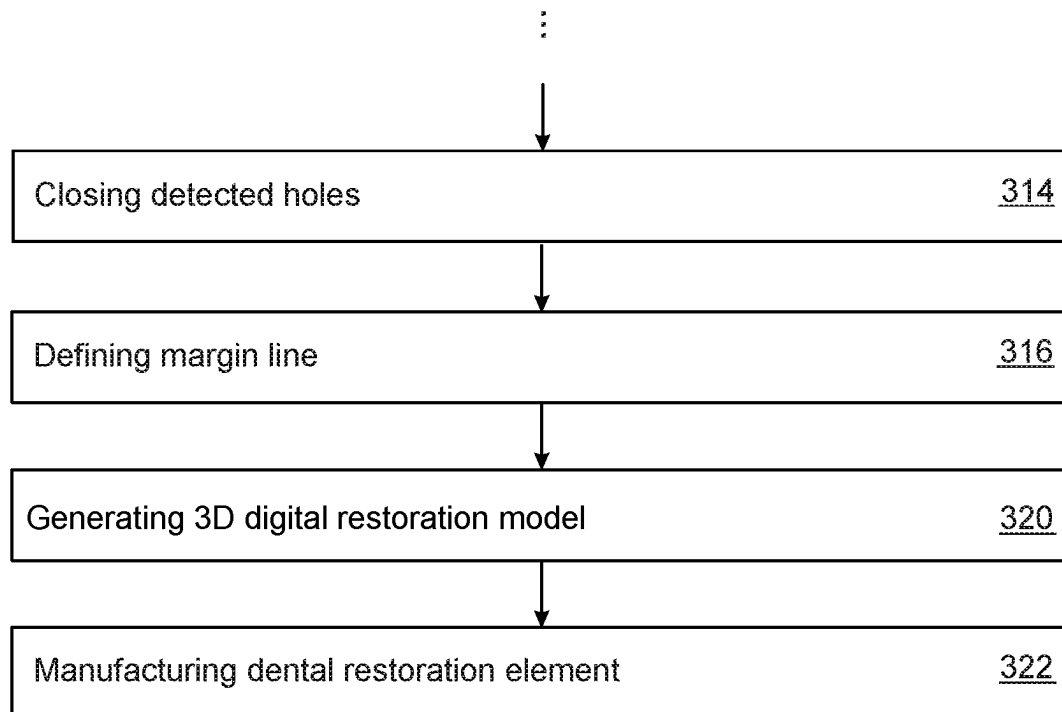 ⋮
Closing detected holes 314
Defining margin line 316
Generating 3D digital restoration model 320
Manufacturing dental restoration element 322